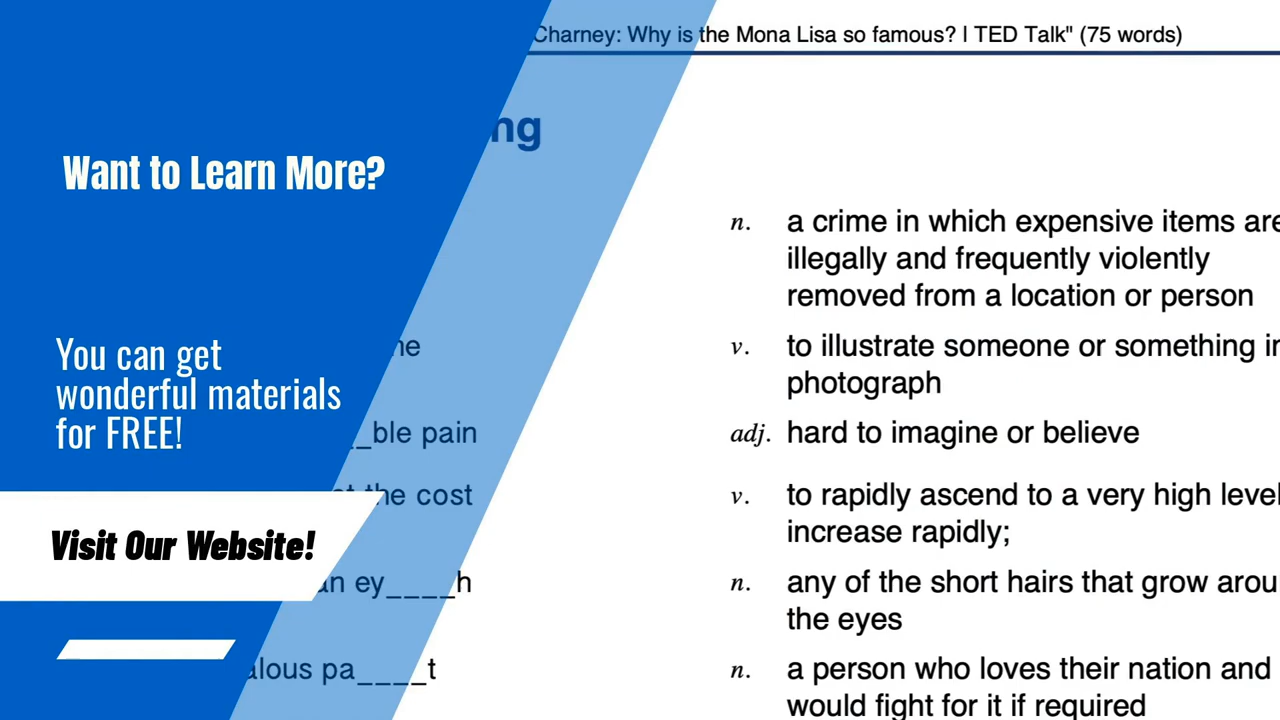 Charney: Why is the Mona Lisa so famous? | TED Talk" (75 words)
ng
Want to Learn More?
You can get
wonderful materials
for FREE!
Visit Our Website!
ne
_ble pain
at the cost
an ey____h
alous pa____t
n. a crime in which expensive items are
illegally and frequently violently
removed from a location or person
v. to illustrate someone or something in
photograph
adj. hard to imagine or believe
v. to rapidly ascend to a very high level
increase rapidly;
n. any of the short hairs that grow arou
the eyes
n. a person who loves their nation and
would fight for it if required